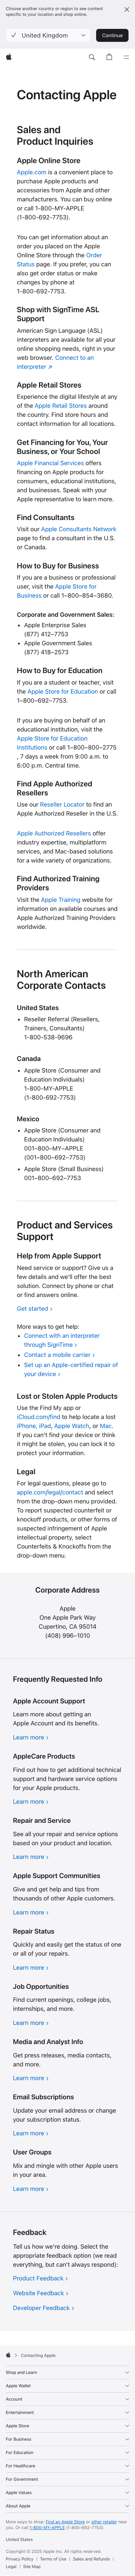 Choose another country or region to see content
specific to your location and shop online.
United Kingdom
Continue
Contacting Apple
Sales and
Product Inquiries
Apple Online Store
Apple.com is a convenient place to
purchase Apple products and
accessories from Apple and other
manufacturers. You can buy online
or call 1-800-MY-APPLE
(1-800-692-7753).
You can get information about an
order you placed on the Apple
Online Store through the Order
Status page. If you prefer, you can
also get order information by
phone at
1-800-692-7753.
Shop with SignTime ASL
Support
American Sign Language (ASL)
interpreters are available in your
online session, right in your
web browser. Connect to an
interpreter ↗
Apple Retail Stores
Experience the digital lifestyle at any
of the Apple Retail Stores around
the country. Find store hours and
contact information for all locations.
Get Financing for You, Your
Business, or Your School
Apple Financial Services offers
financing on Apple products
for consumers, businesses,
educational institutions, and
businesses. Speak with your
Apple representative to learn more.
Find Consultants
Visit our Apple Consultants Network
page to find a consultant in the U.S.
or Canada.
How to Buy for Business
If you are a business professional
user, visit the Apple Store for
Business or call 1-800-854-3680.
Corporate and Government Sales:
Apple Enterprise Sales
(877) 412-7753
Apple Government Sales
(877) 418-2573
How to Buy for Education
If you are a student or teacher, visit
the Apple Store for Education or call
1-800-692-7753.
If you are buying on behalf of an
educational institution, visit the
Apple Store for Education
Institutions or call 1-800-800-2775
, 7 days a week from 9:00 a.m. to
6:00 p.m. Central time.
Find Apple Authorized
Resellers
Use our Reseller Locator to find an
Apple Authorized Reseller in the U.S.
Apple Authorized Resellers offer
industry expertise, multiplatform
services, and Mac-based solutions
demonstrations across various
markets.
Find Authorized Training
Providers
Visit the Apple Training website for
information on available courses and
Apple Authorized Training Providers
worldwide.
North American
Corporate Contacts
United States
Reseller Referral (Resellers,
Trainers, Consultants)
1-800-538-9696
Canada
Apple Store (Consumer and
Education Individuals)
1-800-MY-APPLE
(1-800-692-7753)
Mexico
Apple Store (Consumer and
Education Individuals)
001-800-MY-APPLE
(001-800-692-7753)
Apple Store (Small Business)
001-800-692-7753
Product and Services
Support
Help from Apple Support
Need service or support? Give us a
few details and we'll offer the best
solution. Connect by phone, chat or
email, and more.
Get started ›
More ways to get help:
Connect with an interpreter
through SignTime ›
Contact a mobile carrier ›
Set up an Apple-certified repair of
your device ›
Lost or Stolen Apple Products
Use the Find My app or
iCloud.com/find to help locate a lost
iPhone, iPad, Apple Watch, or Mac.
If you don't find it right away or
think it might be stolen, you can
lock it or mark it lost to protect your
information.
Legal
For legal questions, please go to
apple.com/legal/contact and select
from the drop-down menu provided.
To report suspected counterfeit
batteries, chargers, or other
products, or to notify Apple of
suspected infringement of Apple
intellectual property, select
Counterfeits & Knockoffs from the
drop-down menu.
Corporate Address
Apple
One Apple Park Way
Cupertino, CA 95014
(408) 996-1010
Frequently Requested Info
Apple Account Support
Learn more about getting an
Apple Account and its benefits.
Learn more ›
AppleCare Products
Find out how to get additional technical
support and hardware service options
for your Apple products.
Learn more ›
Repair and Service
See all your repair and service options
based on your product and location.
Learn more ›
Apple Support Communities
Give and get help and tips from
thousands of other Apple customers.
Learn more ›
Repair Status
Quickly and easily get the status of one
or all of your repairs.
Learn more ›
Job Opportunities
Find current openings, college jobs,
internships, and more.
Learn more ›
Media and Analyst Info
Get press releases, media contacts,
and more.
Learn more ›
Email Subscriptions
Update your email address or change
your subscription status.
Learn more ›
User Groups
Mix and mingle with other Apple users
in your area.
Learn more ›
Feedback
Tell us how we're doing. Select the
appropriate feedback option (we read
everything, but can't always respond):
Product Feedback ›
Website Feedback ›
Developer Feedback ›
Contacting Apple
Shop and Learn
Apple Wallet
Account
Entertainment
Apple Store
For Business
For Education
For Healthcare
For Government
Apple Values
About Apple
More ways to shop: Find an Apple Store or other retailer near
you. Or call 1-800-MY-APPLE (1-800-692-7753).
United States
Copyright © 2025 Apple Inc. All rights reserved.
Privacy Policy | Terms of Use | Sales and Refunds |
Legal | Site Map